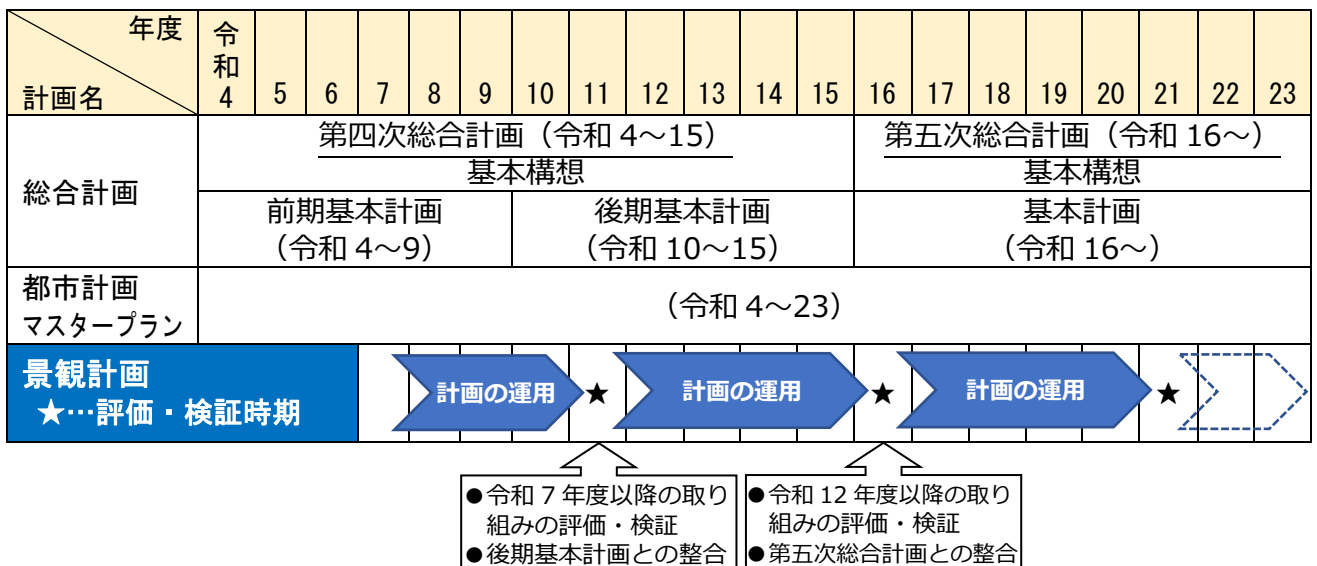 年度
計画名
令和4 5 6 7 8 9 10 11 12 13 14 15 16 17 18 19 20 21 22 23
総合計画
第四次総合計画（令和 4～15） 第五次総合計画（令和 16～）
基本構想 基本構想
前期基本計画 後期基本計画 基本計画
（令和 4～9） （令和 10～15） （令和 16～）
都市計画
マスタープラン
（令和 4～23）
景観計画
★…評価・検証時期
計画の運用 ★ 計画の運用 ★ 計画の運用 ★
●令和 7 年度以降の取り
組みの評価・検証
●後期基本計画との整合
●令和 12 年度以降の取り
組みの評価・検証
●第五次総合計画との整合